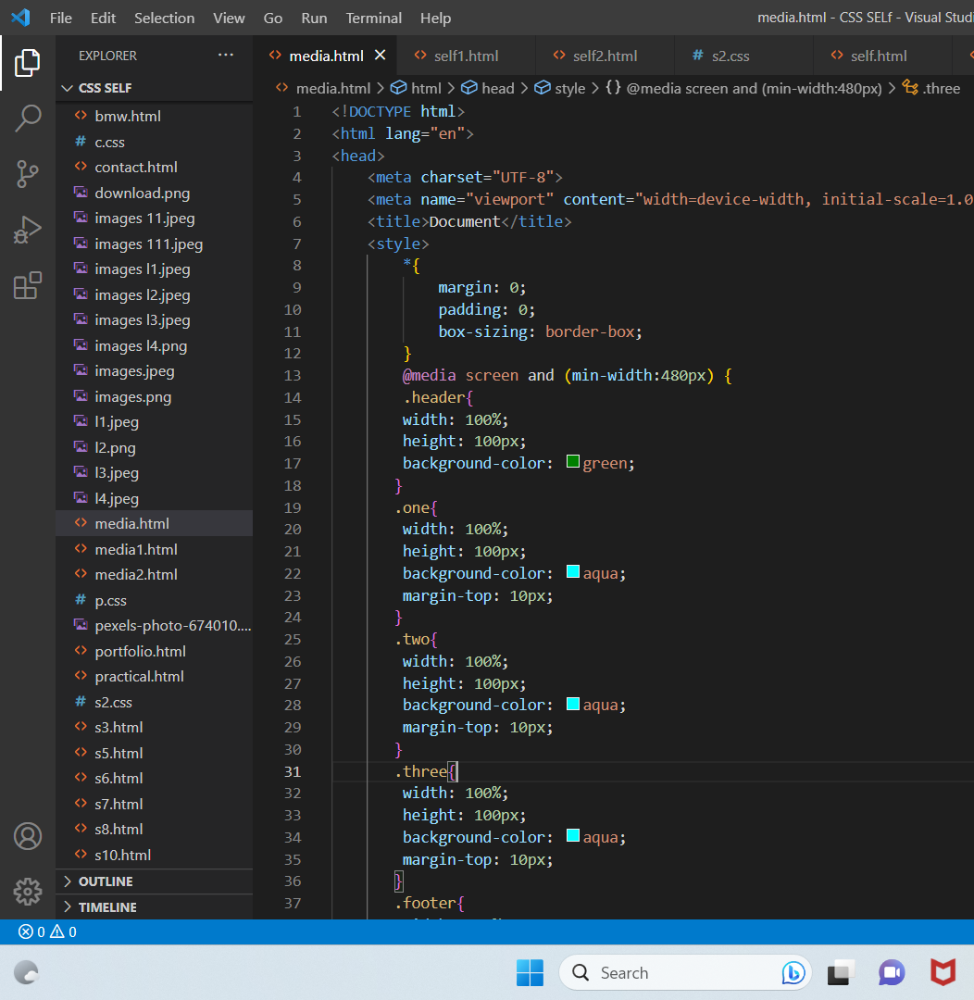 File Edit Selection View Go Run Terminal Help media.html - CSS SELf - Visual Studi
EXPLORER ...
media.html self1.html self2.html # s2.css self.html
CSS SELF
media.html > html > head > style > {} @media screen and (min-width:480px) > .three
bmw.html
# c.css
contact.html
download.png
images 11.jpeg
images 111.jpeg
images l1.jpeg
images l2.jpeg
images l3.jpeg
images l4.png
images.jpeg
images.png
l1.jpeg
l2.png
l3.jpeg
l4.jpeg
media.html
media1.html
media2.html
# p.css
pexels-photo-674010....
portfolio.html
practical.html
# s2.css
s3.html
s5.html
s6.html
s7.html
s8.html
s10.html
OUTLINE
TIMELINE
1 <!DOCTYPE html>
2 <html lang="en">
3 <head>
4 <meta charset="UTF-8">
5 <meta name="viewport" content="width=device-width, initial-scale=1.0
6 <title>Document</title>
7 <style>
8 *{
9 margin: 0;
10 padding: 0;
11 box-sizing: border-box;
12 }
13 @media screen and (min-width:480px) {
14 .header{
15 width: 100%;
16 height: 100px;
17 background-color: green;
18 }
19 .one{
20 width: 100%;
21 height: 100px;
22 background-color: aqua;
23 margin-top: 10px;
24 }
25 .two{
26 width: 100%;
27 height: 100px;
28 background-color: aqua;
29 margin-top: 10px;
30 }
31 .three{
32 width: 100%;
33 height: 100px;
34 background-color: aqua;
35 margin-top: 10px;
36 }
37 .footer{
0 0
Search